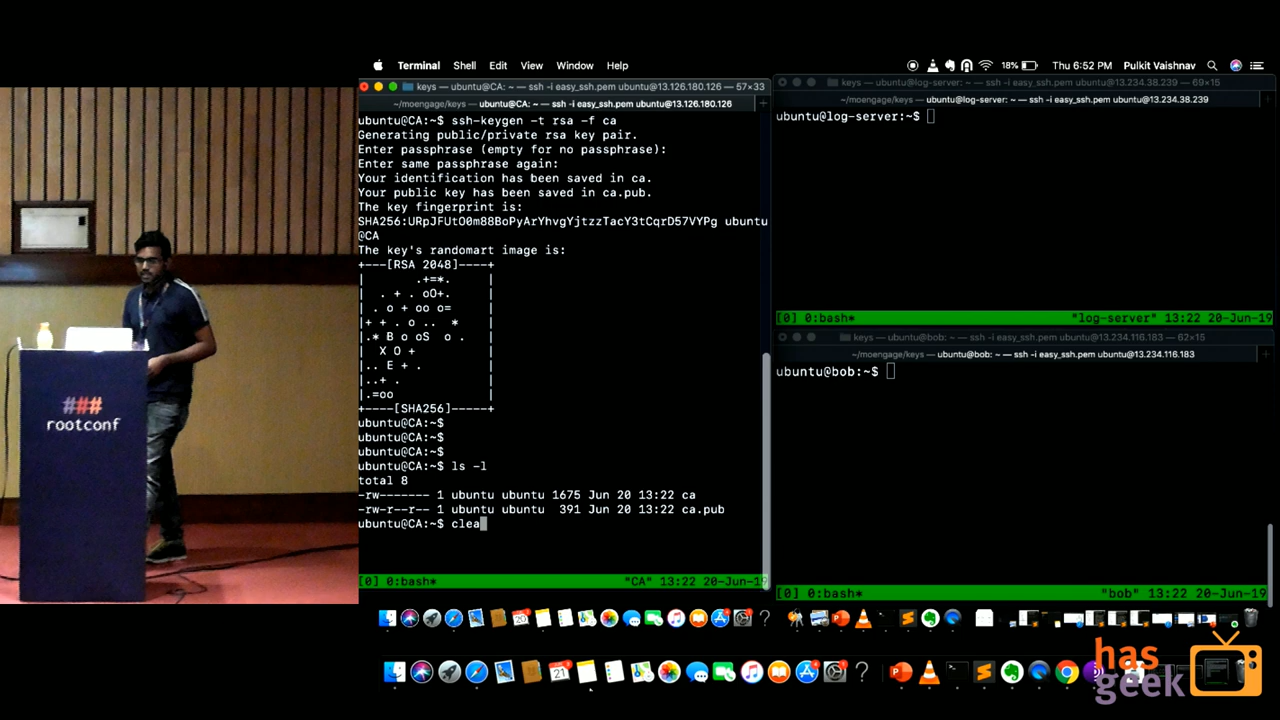 Terminal Shell Edit View Window Help
18% Thu 6:52 PM Pulkit Vaishnav
keys — ubuntu@CA: ~ — ssh -i easy_ssh.pem ubuntu@13.126.180.126 — 57×33
~/moengage/keys — ubuntu@CA: ~ — ssh -i easy_ssh.pem ubuntu@13.126.180.126
ubuntu@CA:~$ ssh-keygen -t rsa -f ca
Generating public/private rsa key pair.
Enter passphrase (empty for no passphrase):
Enter same passphrase again:
Your identification has been saved in ca.
Your public key has been saved in ca.pub.
The key fingerprint is:
SHA256:URpJFUtO0m88BoPyArYhvgYjtzzTacY3tCqrD57VYPg ubuntu
@CA
The key's randomart image is:
+---[RSA 2048]----+
|        .+=*.    |
|   . + . oO+.    |
|  . o + oo o=    |
|+ + . o ..  *    |
|.* B o oS  o .   |
|   X O +         |
|.. E + .         |
|..+ .            |
|.=oo             |
+----[SHA256]-----+
ubuntu@CA:~$
ubuntu@CA:~$
ubuntu@CA:~$
ubuntu@CA:~$ ls -l
total 8
-rw------- 1 ubuntu ubuntu 1675 Jun 20 13:22 ca
-rw-r--r-- 1 ubuntu ubuntu  391 Jun 20 13:22 ca.pub
ubuntu@CA:~$ clea
[0] 0:bash* "CA" 13:22 20-Jun-19
keys — ubuntu@log-server: ~ — ssh -i easy_ssh.pem ubuntu@13.234.38.239 — 69×15
~/moengage/keys — ubuntu@log-server: ~ — ssh -i easy_ssh.pem ubuntu@13.234.38.239
ubuntu@log-server:~$
[0] 0:bash* "log-server" 13:22 20-Jun-19
keys — ubuntu@bob: ~ — ssh -i easy_ssh.pem ubuntu@13.234.116.183 — 62×15
~/moengage/keys — ubuntu@bob: ~ — ssh -i easy_ssh.pem ubuntu@13.234.116.183
ubuntu@bob:~$
[0] 0:bash* "bob" 13:22 20-Jun-19
###
rootconf
20
21
has
geek